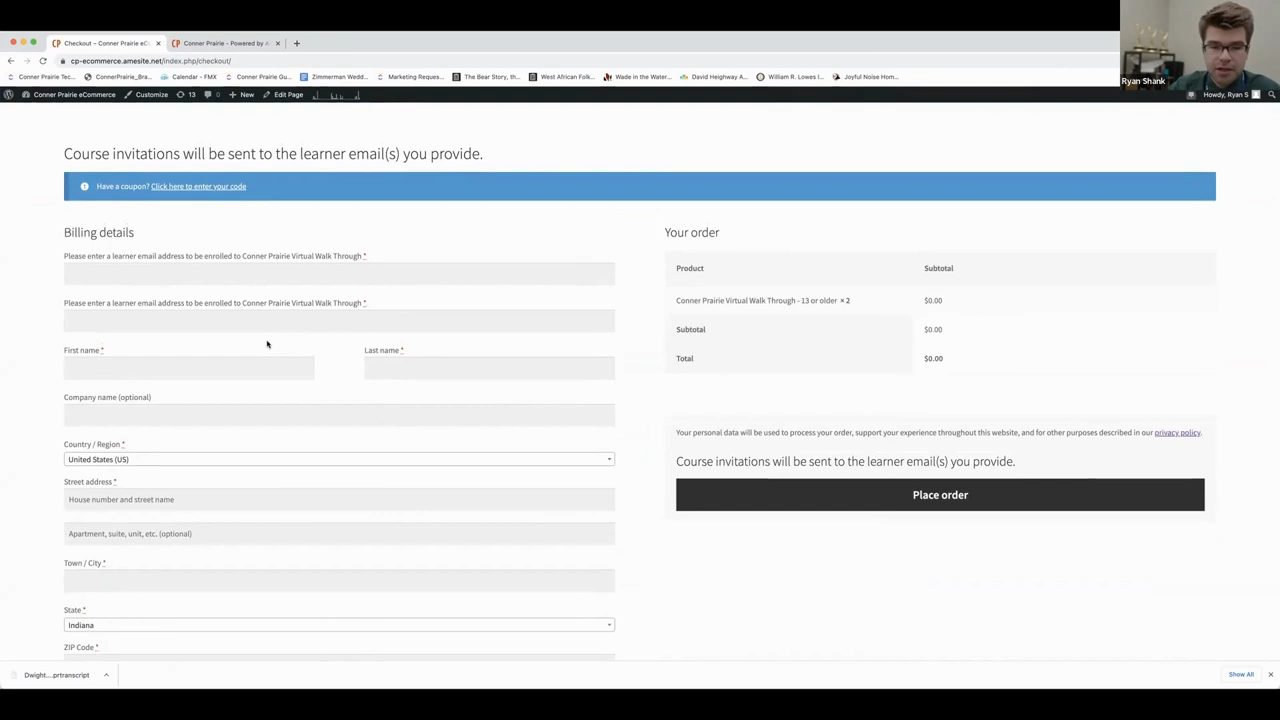 Checkout – Conner Prairie eC
Conner Prairie - Powered by A
cp-ecommerce.amesite.net/index.php/checkout/
Conner Prairie Tec...
ConnerPrairie_Bra...
Calendar - FMX
Conner Prairie Gu...
Zimmerman Wedd...
Marketing Reques...
The Bear Story, th...
West African Folk...
Wade in the Water...
David Heighway A...
William R. Lowes I...
Joyful Noise Hom...
Ryan Shank
Conner Prairie eCommerce
Customize
13
0
New
Edit Page
Howdy, Ryan S
Course invitations will be sent to the learner email(s) you provide.
Have a coupon? Click here to enter your code
Billing details
Please enter a learner email address to be enrolled to Conner Prairie Virtual Walk Through *
Please enter a learner email address to be enrolled to Conner Prairie Virtual Walk Through *
First name *
Last name *
Company name (optional)
Country / Region *
United States (US)
Street address *
House number and street name
Apartment, suite, unit, etc. (optional)
Town / City *
State *
Indiana
ZIP Code *
Your order
Product Subtotal
Conner Prairie Virtual Walk Through - 13 or older × 2 $0.00
Subtotal $0.00
Total $0.00
Your personal data will be used to process your order, support your experience throughout this website, and for other purposes described in our privacy policy.
Course invitations will be sent to the learner email(s) you provide.
Place order
Dwight....prtranscript
Show All